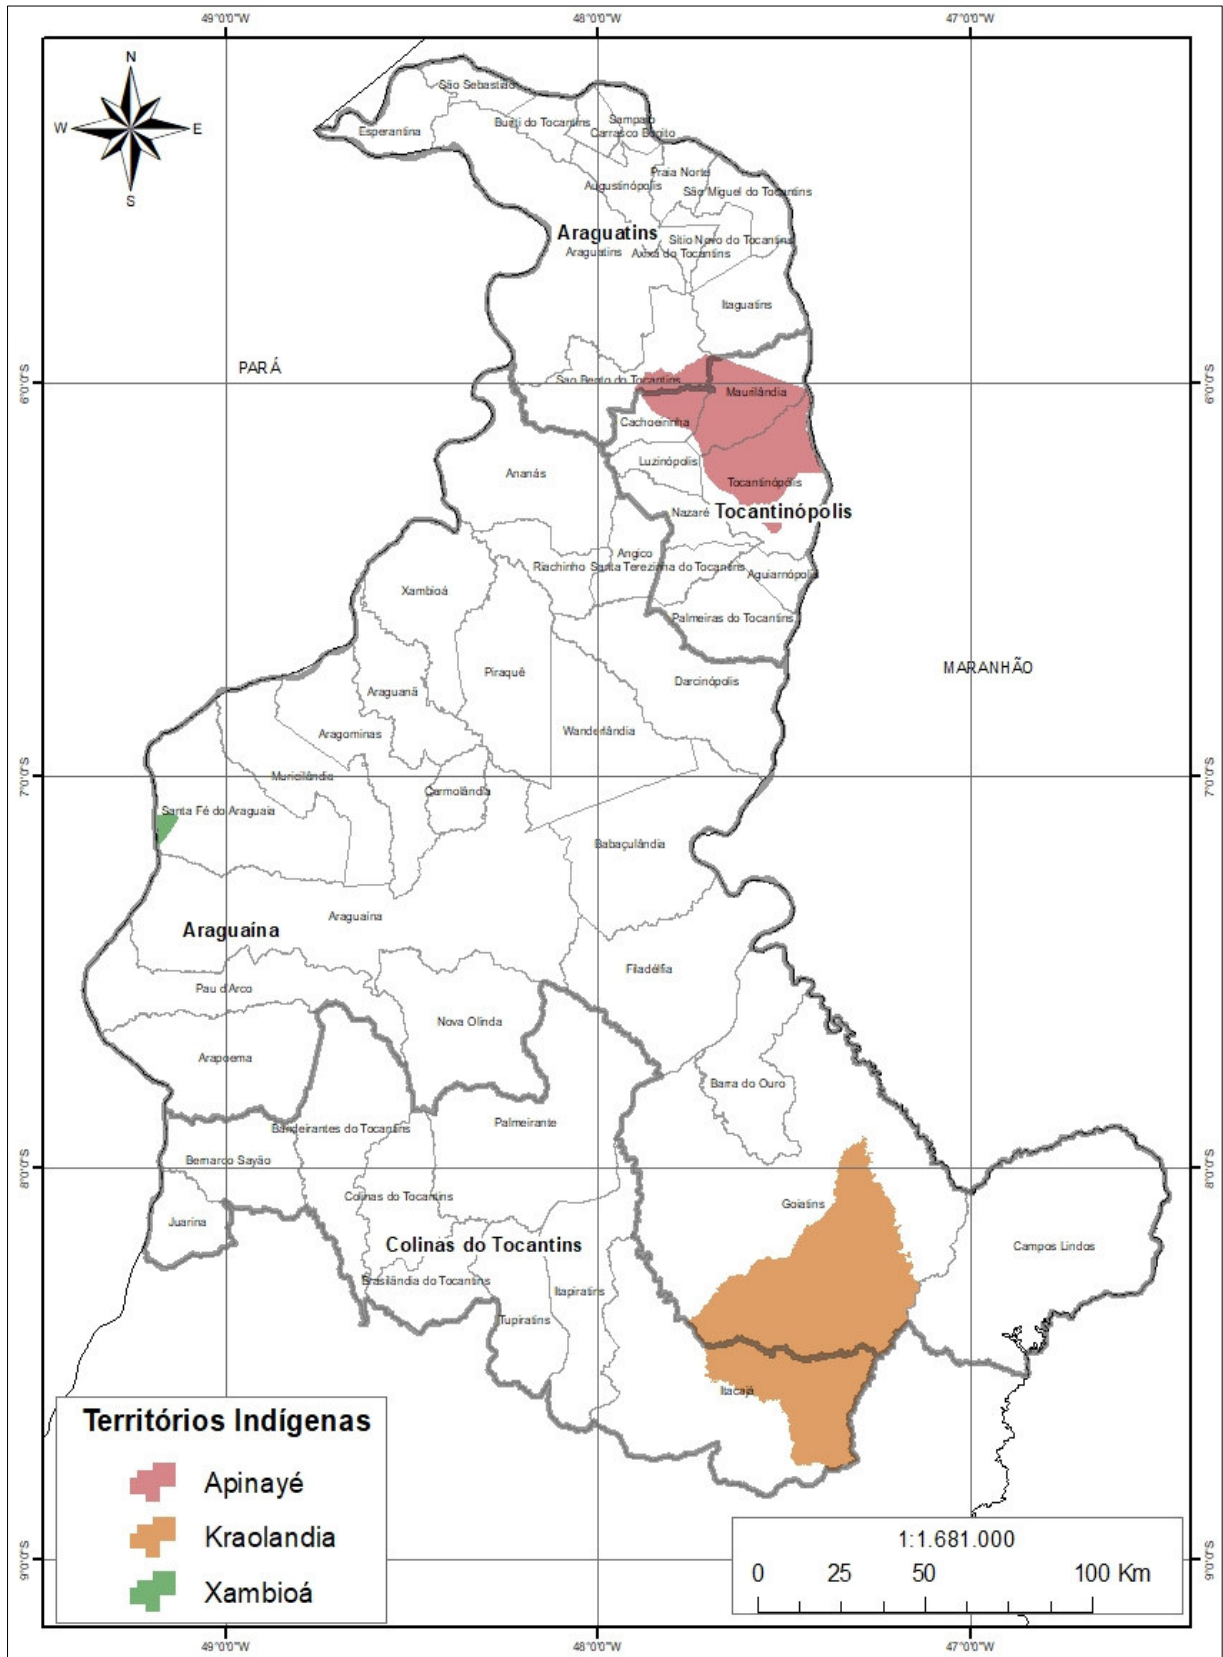 49°0'0"W
48°0'0"W
47°0'0"W
N
W
E
S
São Sebastião
Esperantina
Buriti do Tocantins
Sampaio
Carrasco Bonito
Praia Norte
Augustinópolis
São Miguel do Tocantins
Araguatins
Sítio Novo do Tocantins
Araguatins
Axixá do Tocantins
Itaguatins
PARÁ
6°0'0"S
6°0'0"S
São Bento do Tocantins
Maurilândia
Cachoeirinha
Luzinópolis
Ananás
Tocantinópolis
Nazaré
Tocantinópolis
Angico
Riachinho
Santa Terezinha do Tocantins
Aguiarnópolis
Xambioá
Palmeiras do Tocantins
MARANHÃO
Piraquê
Darcinópolis
Araguanã
Wanderlândia
Aragominas
7°0'0"S
7°0'0"S
Muricilândia
Carmolândia
Santa Fé do Araguaia
Babaçulândia
Araguaína
Araguaína
Filadélfia
Pau d'Arco
Nova Olinda
Arapoema
Barra do Ouro
Palmeirante
Bandeirantes do Tocantins
Bernardo Sayão
8°0'0"S
8°0'0"S
Colinas do Tocantins
Goiatins
Juarina
Colinas do Tocantins
Campos Lindos
Brasilândia do Tocantins
Itapiratins
Tupiratins
Itacajá
Territórios Indígenas
Apinayé
Kraolandia
Xambioá
1:1.681.000
0 25 50 100 Km
9°0'0"S
9°0'0"S
49°0'0"W
48°0'0"W
47°0'0"W